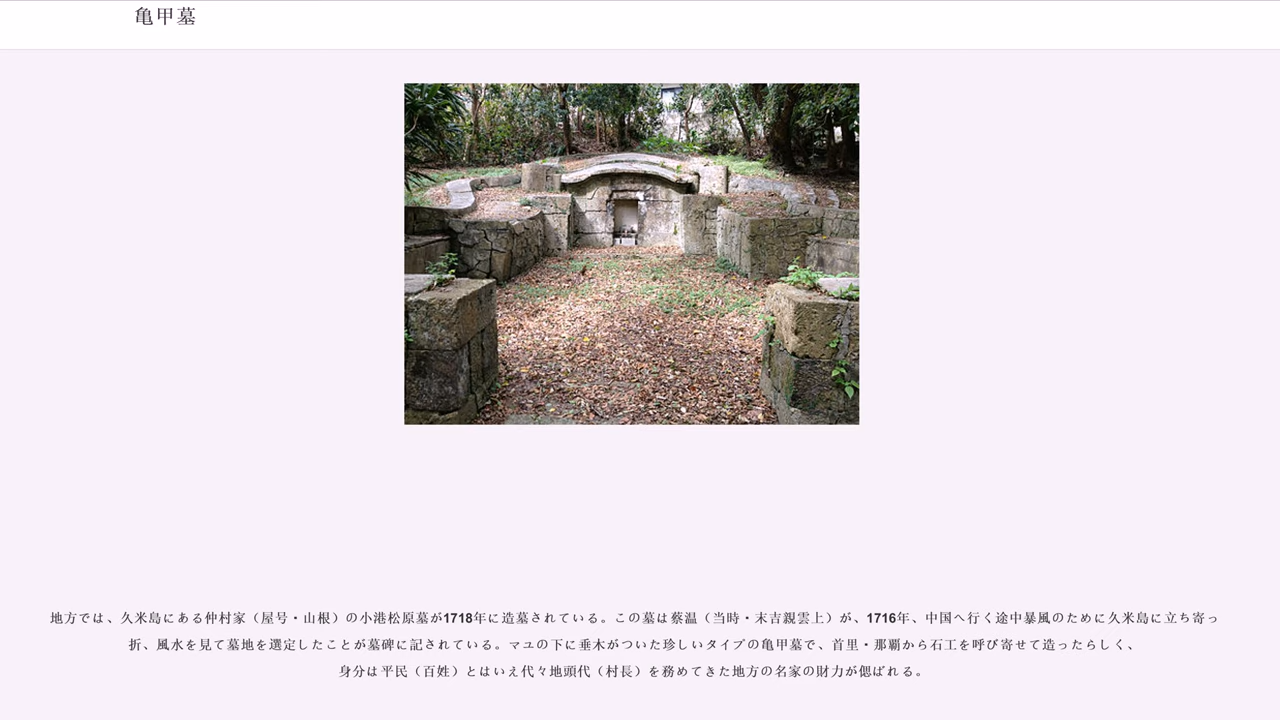 亀甲墓
地方では、久米島にある仲村家（屋号・山根）の小港松原墓が1718年に造墓されている。この墓は蔡温（当時・末吉親雲上）が、1716年、中国へ行く途中暴風のために久米島に立ち寄っ
折、風水を見て墓地を選定したことが墓碑に記されている。マユの下に垂木がついた珍しいタイプの亀甲墓で、首里・那覇から石工を呼び寄せて造ったらしく、
身分は平民（百姓）とはいえ代々地頭代（村長）を務めてきた地方の名家の財力が偲ばれる。